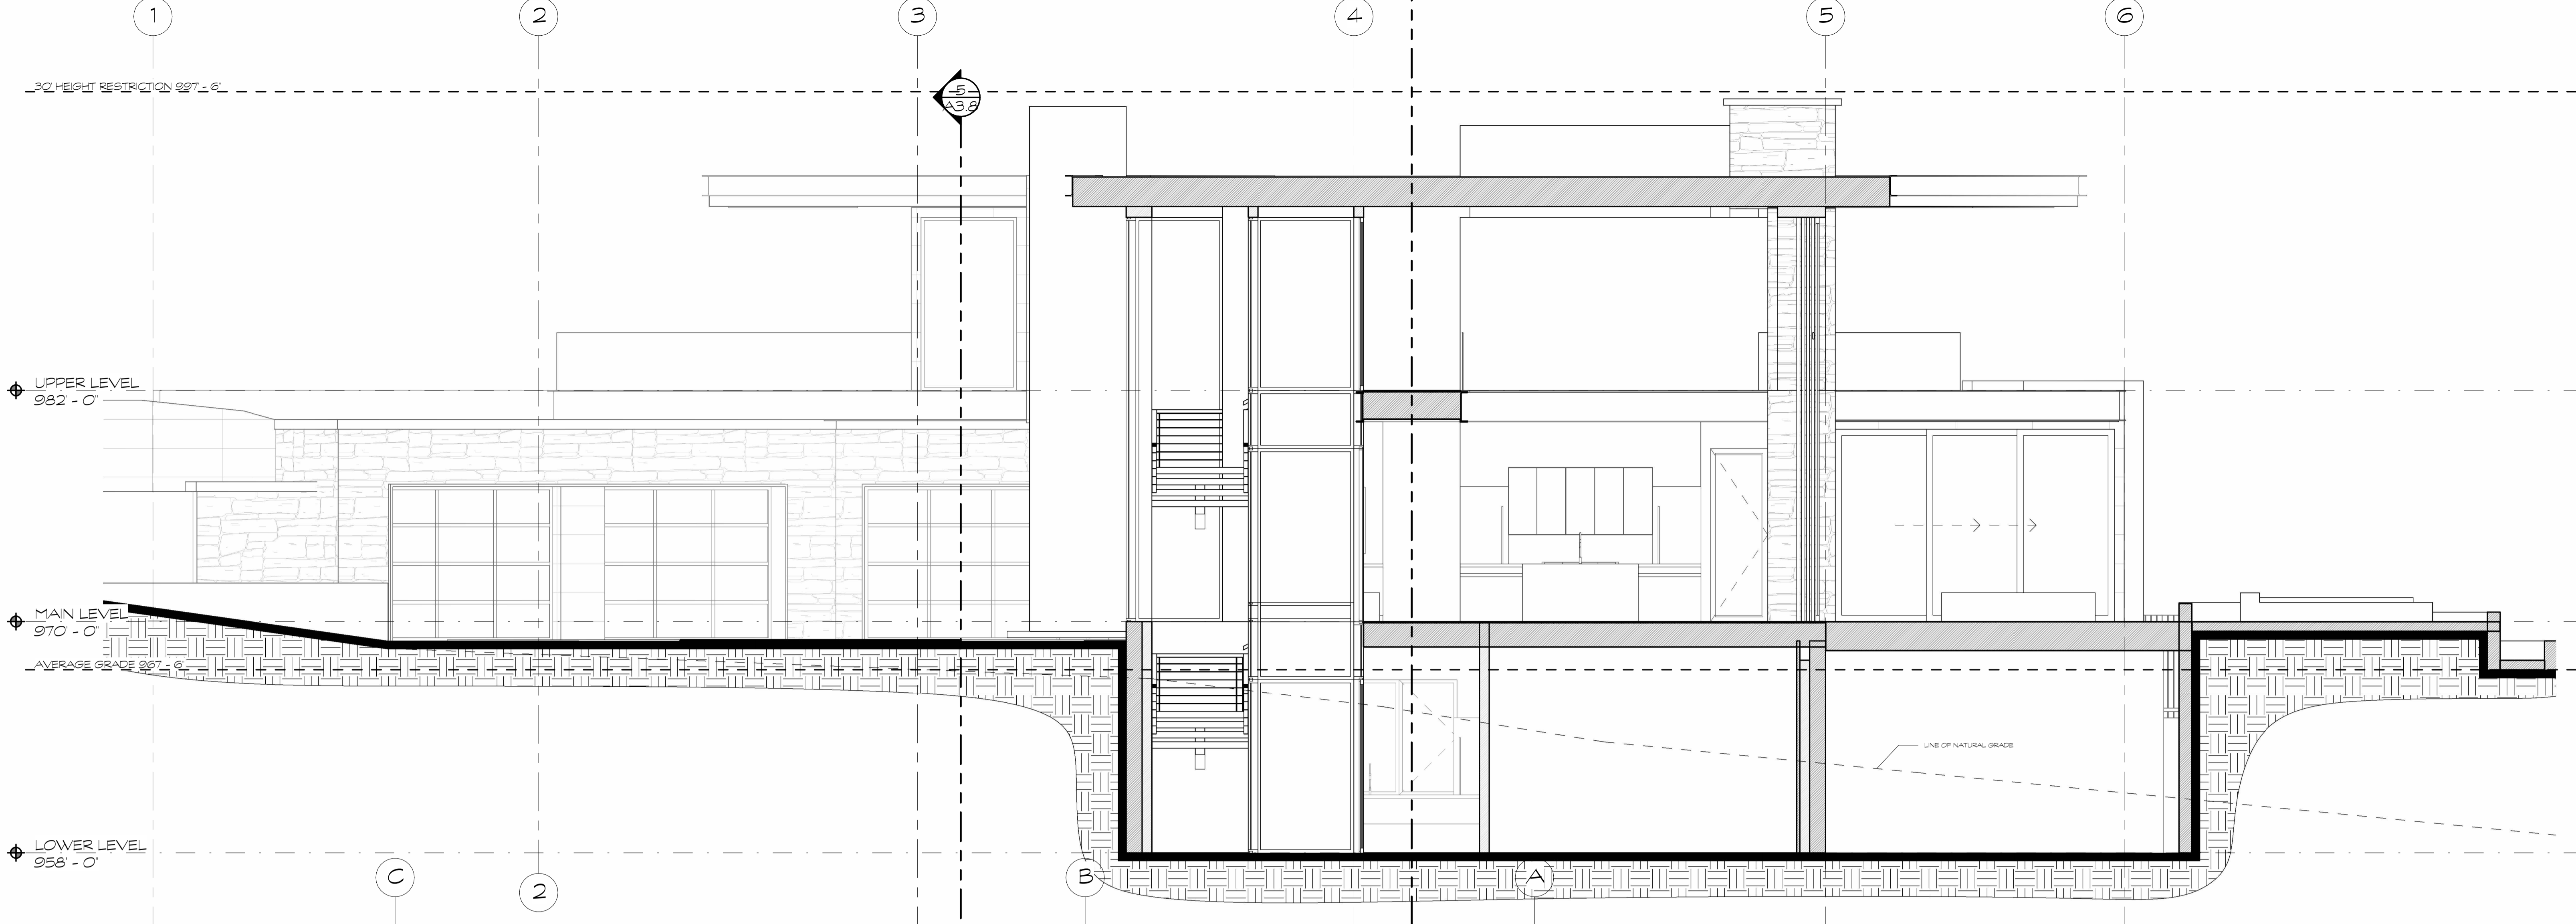 1 2 3 4 5 6
30' HEIGHT RESTRICTION 997 - 6"
5
A3.8
UPPER LEVEL
982' - 0"
MAIN LEVEL
970' - 0"
AVERAGE GRADE 967 - 6"
LINE OF NATURAL GRADE
LOWER LEVEL
958' - 0"
C 2 B A